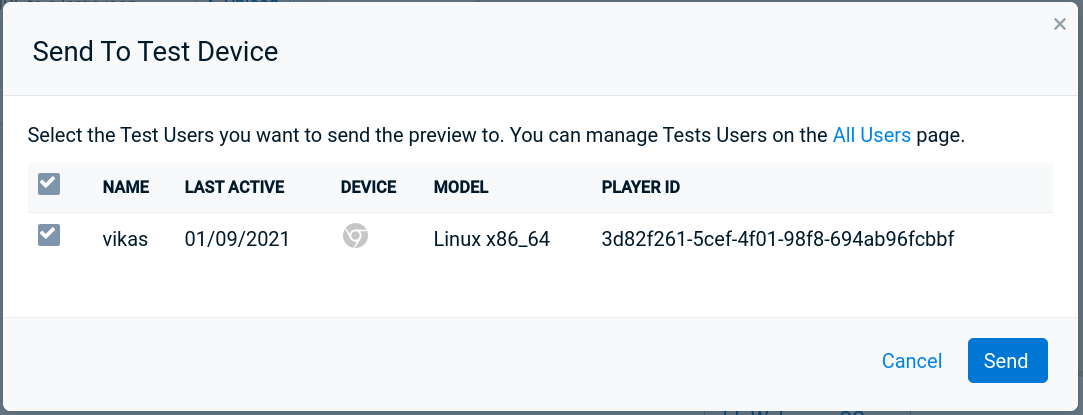 Send To Test Device
×
Select the Test Users you want to send the preview to. You can manage Tests Users on the All Users page.
NAME LAST ACTIVE DEVICE MODEL PLAYER ID
vikas 01/09/2021 Linux x86_64 3d82f261-5cef-4f01-98f8-694ab96fcbbf
Cancel Send